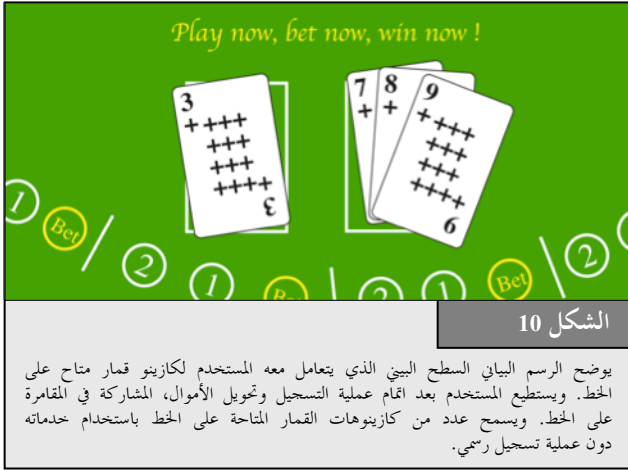 Play now, bet now, win now !
3
3
7
8
9
9
1
Bet
2
1
Bet
2
1
Bet
2
الشكل 10
يوضح الرسم البياني السطح البيني الذي يتعامل معه المستخدم لكازينو قمار متاح على
الخط. ويستطيع المستخدم بعد اتمام عملية التسجيل وتحويل الأموال، المشاركة في المقامرة
على الخط. ويسمح عدد من كازينوهات القمار المتاحة على الخط باستخدام خدماته
دون عملية تسجيل رسمي.